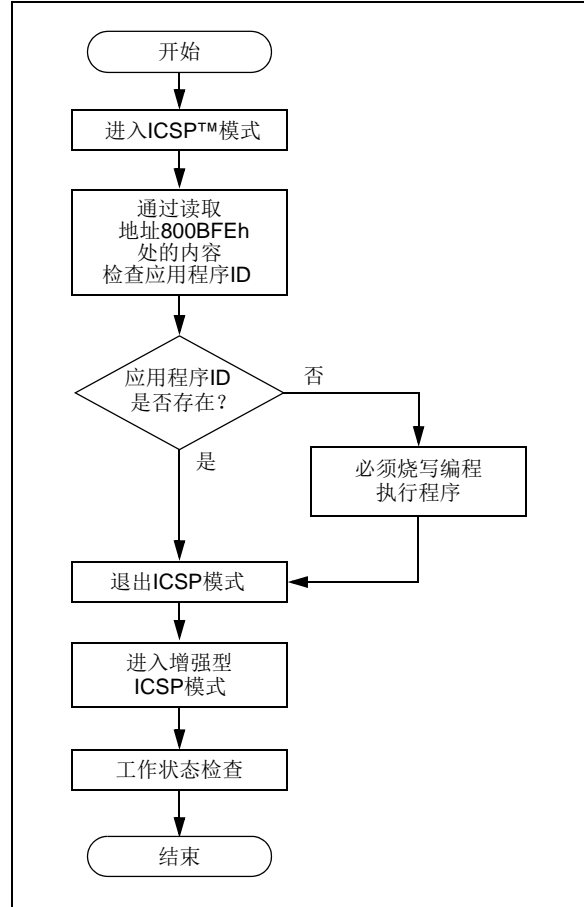 开始
进入ICSP™模式
通过读取
地址800BFEh
处的内容
检查应用程序ID
应用程序ID
是否存在？
否
是
必须烧写编程
执行程序
退出ICSP模式
进入增强型
ICSP模式
工作状态检查
结束